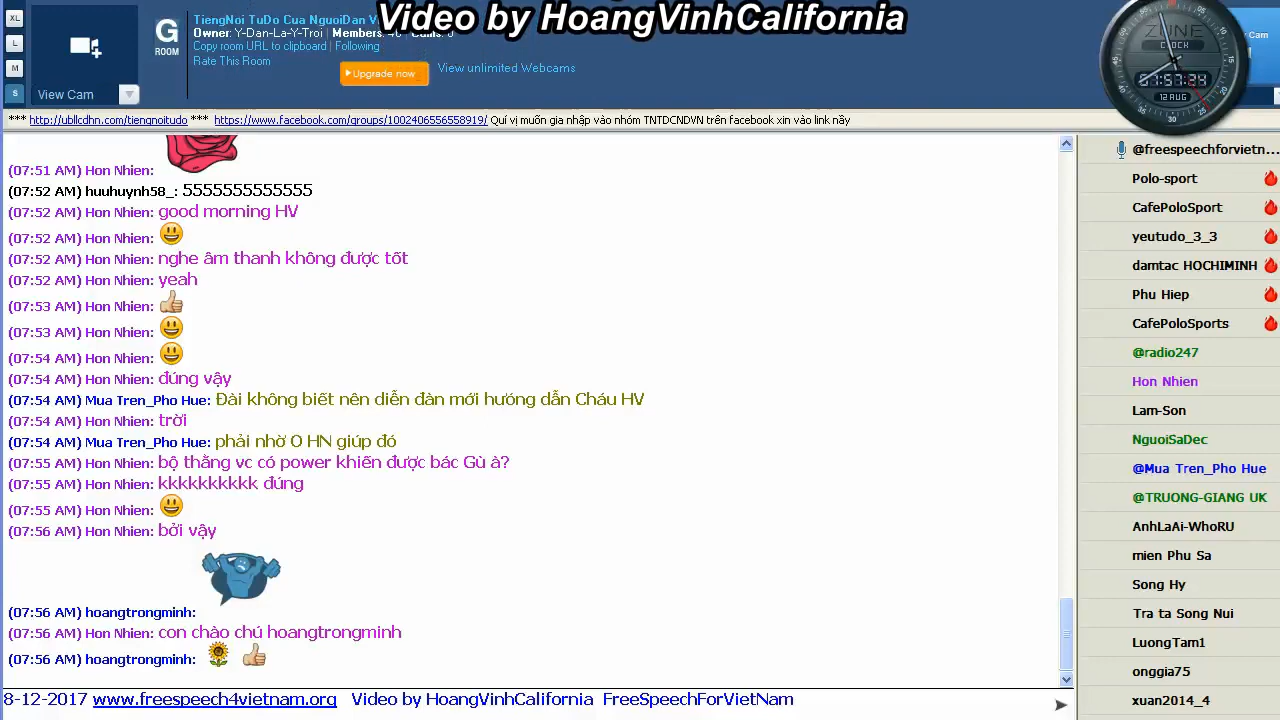 Video by HoangVinhCalifornia
XL
L
M
S
View Cam
G
ROOM
TiengNoi TuDo Cua NguoiDan V
Owner: Y-Dan-La-Y-Troi | Members:
Copy room URL to clipboard | Following
Rate This Room
Upgrade now
View unlimited Webcams
Cam
ZUNE
CLOCK
07:57:24
12 AUG
*** http://ubllcdhn.com/tiengnoitudo *** https://www.facebook.com/groups/1002406556535927/ Quí vị muốn gia nhập vào nhóm TNTDCNDVN trên facebook xin vào link nầy
(07:51 AM) Hon Nhien:
(07:52 AM) huuhuynh58_: 5555555555555
(07:52 AM) Hon Nhien: good morning HV
(07:52 AM) Hon Nhien:
(07:52 AM) Hon Nhien: nghe âm thanh không được tốt
(07:52 AM) Hon Nhien: yeah
(07:53 AM) Hon Nhien:
(07:53 AM) Hon Nhien:
(07:54 AM) Hon Nhien:
(07:54 AM) Hon Nhien: đúng vậy
(07:54 AM) Mua Tren_Pho Hue: Đài không biết nên diễn đàn mới hướng dẫn Cháu HV
(07:54 AM) Hon Nhien: trời
(07:54 AM) Mua Tren_Pho Hue: phải nhờ O HN giúp đó
(07:55 AM) Hon Nhien: bộ thằng vc có power khiến được bác Gù à?
(07:55 AM) Hon Nhien: kkkkkkkkkk đúng
(07:55 AM) Hon Nhien:
(07:56 AM) Hon Nhien: bởi vậy
(07:56 AM) hoangtrongminh:
(07:56 AM) Hon Nhien: con chào chú hoangtrongminh
(07:56 AM) hoangtrongminh:
@freespeechforvietn...
Polo-sport
CafePoloSport
yeutudo_3_3
damtac HOCHIMINH
Phu Hiep
CafePoloSports
@radio247
Hon Nhien
Lam-Son
NguoiSaDec
@Mua Tren_Pho Hue
@TRUONG-GIANG UK
AnhLaAi-WhoRU
mien Phu Sa
Song Hy
Tra ta Song Nui
LuongTam1
onggia75
xuan2014_4
8-12-2017 www.freespeech4vietnam.org Video by HoangVinhCalifornia FreeSpeechForVietNam